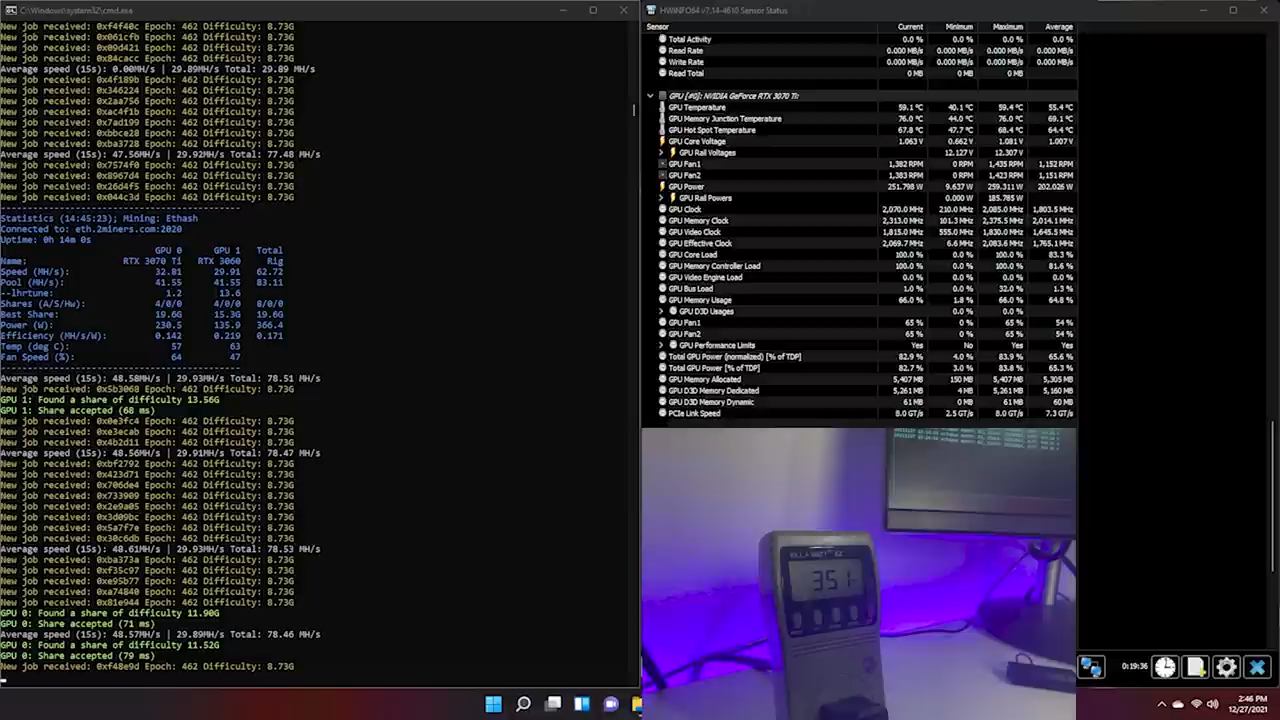 C:\Windows\system32\cmd.exe
New job received: 0xf4f40c Epoch: 462 Difficulty: 8.73G
New job received: 0x061cfb Epoch: 462 Difficulty: 8.73G
New job received: 0x09d421 Epoch: 462 Difficulty: 8.73G
New job received: 0x84cacc Epoch: 462 Difficulty: 8.73G
Average speed (15s): 0.00MH/s | 29.89MH/s Total: 29.89 MH/s
New job received: 0x4f189b Epoch: 462 Difficulty: 8.73G
New job received: 0x346224 Epoch: 462 Difficulty: 8.73G
New job received: 0x2aa756 Epoch: 462 Difficulty: 8.73G
New job received: 0xac4f1b Epoch: 462 Difficulty: 8.73G
New job received: 0x7ad199 Epoch: 462 Difficulty: 8.73G
New job received: 0xbbce28 Epoch: 462 Difficulty: 8.73G
New job received: 0xba3728 Epoch: 462 Difficulty: 8.73G
Average speed (15s): 47.56MH/s | 29.92MH/s Total: 77.48 MH/s
New job received: 0x7574f0 Epoch: 462 Difficulty: 8.73G
New job received: 0x8967d4 Epoch: 462 Difficulty: 8.73G
New job received: 0x26d4f5 Epoch: 462 Difficulty: 8.73G
New job received: 0x044c3d Epoch: 462 Difficulty: 8.73G
Statistics (14:45:23); Mining: Ethash
Connected to: eth.2miners.com:2020
Uptime: 0h 14m 0s
GPU 0 GPU 1 Total
Name: RTX 3070 Ti RTX 3060 Rig
Speed (MH/s): 32.81 29.91 62.72
Pool (MH/s): 41.55 41.55 83.11
--lhrtune: 1.2 13.6
Shares (A/S/Hw): 4/0/0 4/0/0 8/0/0
Best Share: 19.6G 15.3G 19.6G
Power (W): 230.5 135.9 366.4
Efficiency (MH/s/W): 0.142 0.219 0.171
Temp (deg C): 57 63
Fan Speed (%): 64 47
Average speed (15s): 48.58MH/s | 29.93MH/s Total: 78.51 MH/s
New job received: 0x5b3068 Epoch: 462 Difficulty: 8.73G
GPU 1: Found a share of difficulty 13.56G
GPU 1: Share accepted (68 ms)
New job received: 0x0e3fc4 Epoch: 462 Difficulty: 8.73G
New job received: 0xe3ecab Epoch: 462 Difficulty: 8.73G
New job received: 0x4b2d11 Epoch: 462 Difficulty: 8.73G
Average speed (15s): 48.56MH/s | 29.91MH/s Total: 78.47 MH/s
New job received: 0xbf2792 Epoch: 462 Difficulty: 8.73G
New job received: 0x423d71 Epoch: 462 Difficulty: 8.73G
New job received: 0x706de4 Epoch: 462 Difficulty: 8.73G
New job received: 0x733909 Epoch: 462 Difficulty: 8.73G
New job received: 0x2e9a05 Epoch: 462 Difficulty: 8.73G
New job received: 0x3d09bc Epoch: 462 Difficulty: 8.73G
New job received: 0x5a7f7e Epoch: 462 Difficulty: 8.73G
New job received: 0x30c6db Epoch: 462 Difficulty: 8.73G
Average speed (15s): 48.61MH/s | 29.93MH/s Total: 78.53 MH/s
New job received: 0xba373a Epoch: 462 Difficulty: 8.73G
New job received: 0xf35c97 Epoch: 462 Difficulty: 8.73G
New job received: 0xe95b77 Epoch: 462 Difficulty: 8.73G
New job received: 0xa74840 Epoch: 462 Difficulty: 8.73G
New job received: 0x81e944 Epoch: 462 Difficulty: 8.73G
GPU 0: Found a share of difficulty 11.90G
GPU 0: Share accepted (71 ms)
Average speed (15s): 48.57MH/s | 29.89MH/s Total: 78.46 MH/s
GPU 0: Found a share of difficulty 11.52G
GPU 0: Share accepted (79 ms)
New job received: 0xf48e9d Epoch: 462 Difficulty: 8.73G
HWiNFO64 v7.14-4610 Sensor Status
Sensor Current Minimum Maximum Average
Total Activity 0.0 % 0.0 % 0.0 % 0.0 %
Read Rate 0.000 MB/s 0.000 MB/s 0.000 MB/s 0.000 MB/s
Write Rate 0.000 MB/s 0.000 MB/s 0.000 MB/s 0.000 MB/s
Read Total 0 MB 0 MB 0 MB
GPU [#0]: NVIDIA GeForce RTX 3070 Ti:
GPU Temperature 59.1 °C 40.1 °C 59.4 °C 55.4 °C
GPU Memory Junction Temperature 76.0 °C 44.0 °C 76.0 °C 69.1 °C
GPU Hot Spot Temperature 67.8 °C 47.7 °C 68.4 °C 64.4 °C
GPU Core Voltage 1.063 V 0.662 V 1.081 V 1.007 V
GPU Rail Voltages 12.127 V 12.307 V
GPU Fan1 1,382 RPM 0 RPM 1,435 RPM 1,152 RPM
GPU Fan2 1,383 RPM 0 RPM 1,423 RPM 1,151 RPM
GPU Power 251.798 W 9.637 W 259.311 W 202.026 W
GPU Rail Powers 0.000 W 185.785 W
GPU Clock 2,070.0 MHz 210.0 MHz 2,085.0 MHz 1,803.5 MHz
GPU Memory Clock 2,313.0 MHz 101.3 MHz 2,375.5 MHz 2,014.1 MHz
GPU Video Clock 1,815.0 MHz 555.0 MHz 1,830.0 MHz 1,645.5 MHz
GPU Effective Clock 2,069.7 MHz 6.6 MHz 2,083.6 MHz 1,765.1 MHz
GPU Core Load 100.0 % 0.0 % 100.0 % 83.3 %
GPU Memory Controller Load 100.0 % 0.0 % 100.0 % 81.6 %
GPU Video Engine Load 0.0 % 0.0 % 0.0 % 0.0 %
GPU Bus Load 1.0 % 0.0 % 32.0 % 1.3 %
GPU Memory Usage 66.0 % 1.8 % 66.0 % 64.8 %
GPU D3D Usages 0.0 % 0.0 %
GPU Fan1 65 % 0 % 65 % 54 %
GPU Fan2 65 % 0 % 65 % 54 %
GPU Performance Limits Yes No Yes Yes
Total GPU Power (normalized) [% of TDP] 82.9 % 4.0 % 83.9 % 65.6 %
Total GPU Power [% of TDP] 82.7 % 3.0 % 83.8 % 65.3 %
GPU Memory Allocated 5,407 MB 150 MB 5,407 MB 5,305 MB
GPU D3D Memory Dedicated 5,261 MB 4 MB 5,261 MB 5,160 MB
GPU D3D Memory Dynamic 61 MB 0 MB 61 MB 60 MB
PCIe Link Speed 8.0 GT/s 2.5 GT/s 8.0 GT/s 7.3 GT/s
KILL A WATT EZ
351
0:19:36
2:46 PM
12/27/2021